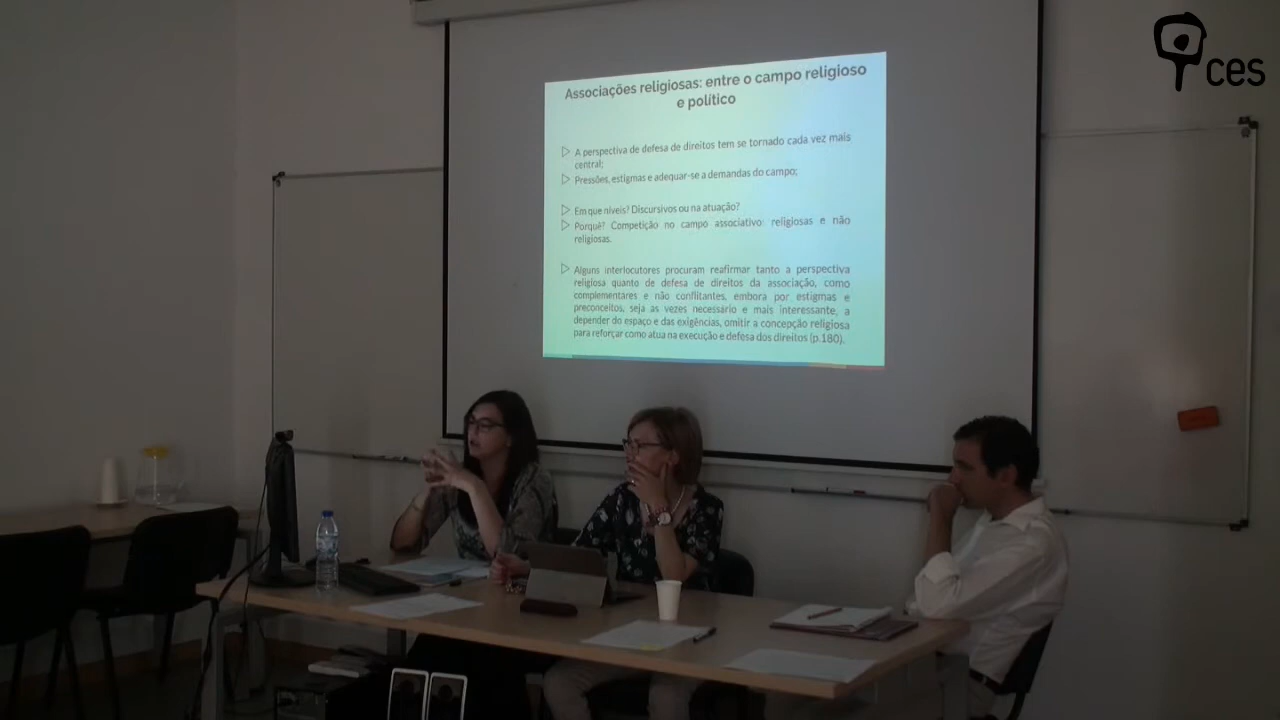 ces
Associações religiosas: entre o campo religioso
e político
A perspectiva de defesa de direitos tem se tornado cada vez mais
central;
Pressões, estigmas e adequar-se a demandas do campo;
Em que níveis? Discursivos ou na atuação?
Porquê? Competição no campo associativo: religiosas e não
religiosas.
Alguns interlocutores procuram reafirmar tanto a perspectiva
religiosa quanto de defesa de direitos da associação, como
complementares e não conflitantes, embora por estigmas e
preconceitos, seja as vezes necessário e mais interessante, a
depender do espaço e das exigências, omitir a concepção religiosa
para reforçar como atua na execução e defesa dos direitos (p.180).